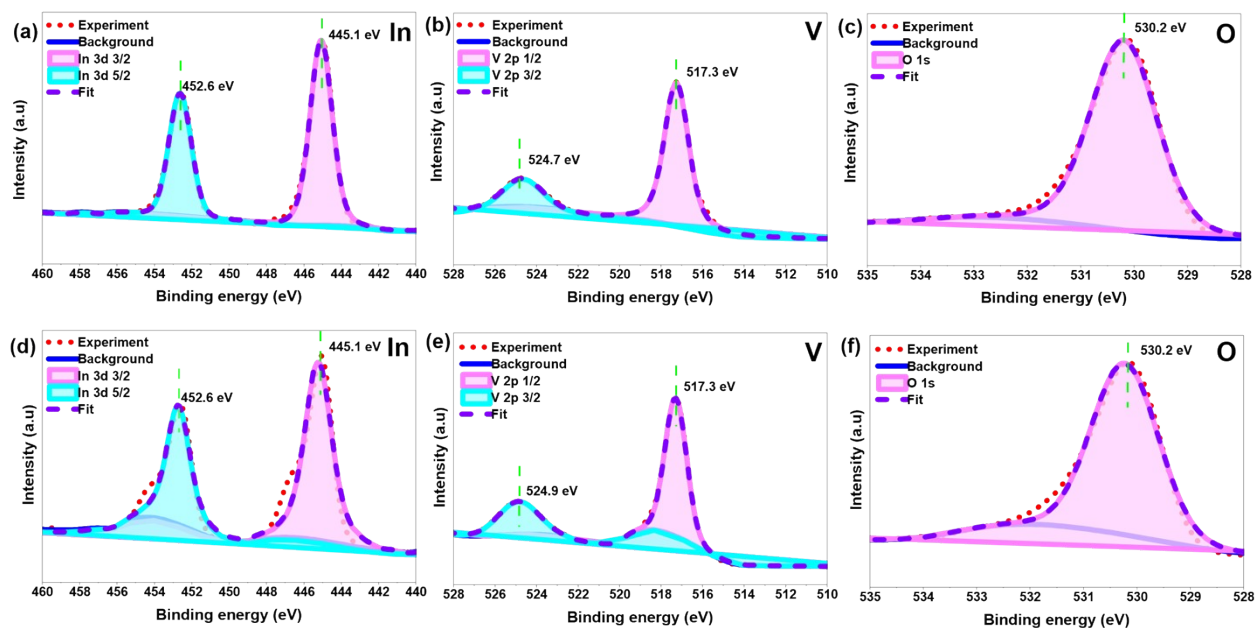 (a)
Experiment
Background
In 3d 3/2
In 3d 5/2
Fit
452.6 eV
445.1 eV
In
Intensity (a.u)
460 458 456 454 452 450 448 446 444 442 440
Binding energy (eV)
(b)
Experiment
Background
V 2p 1/2
V 2p 3/2
Fit
524.7 eV
517.3 eV
V
Intensity (a.u)
528 526 524 522 520 518 516 514 512 510
Binding energy (eV)
(c)
Experiment
Background
O 1s
Fit
530.2 eV
O
Intensity (a.u)
535 534 533 532 531 530 529 528
Binding energy (eV)
(d)
Experiment
Background
In 3d 3/2
In 3d 5/2
Fit
452.6 eV
445.1 eV
In
Intensity (a.u)
460 458 456 454 452 450 448 446 444 442 440
Binding energy (eV)
(e)
Experiment
Background
V 2p 1/2
V 2p 3/2
Fit
524.9 eV
517.3 eV
V
Intensity (a.u)
528 526 524 522 520 518 516 514 512 510
Binding energy (eV)
(f)
Experiment
Background
O 1s
Fit
530.2 eV
O
Intensity (a.u)
535 534 533 532 531 530 529 528
Binding energy (eV)